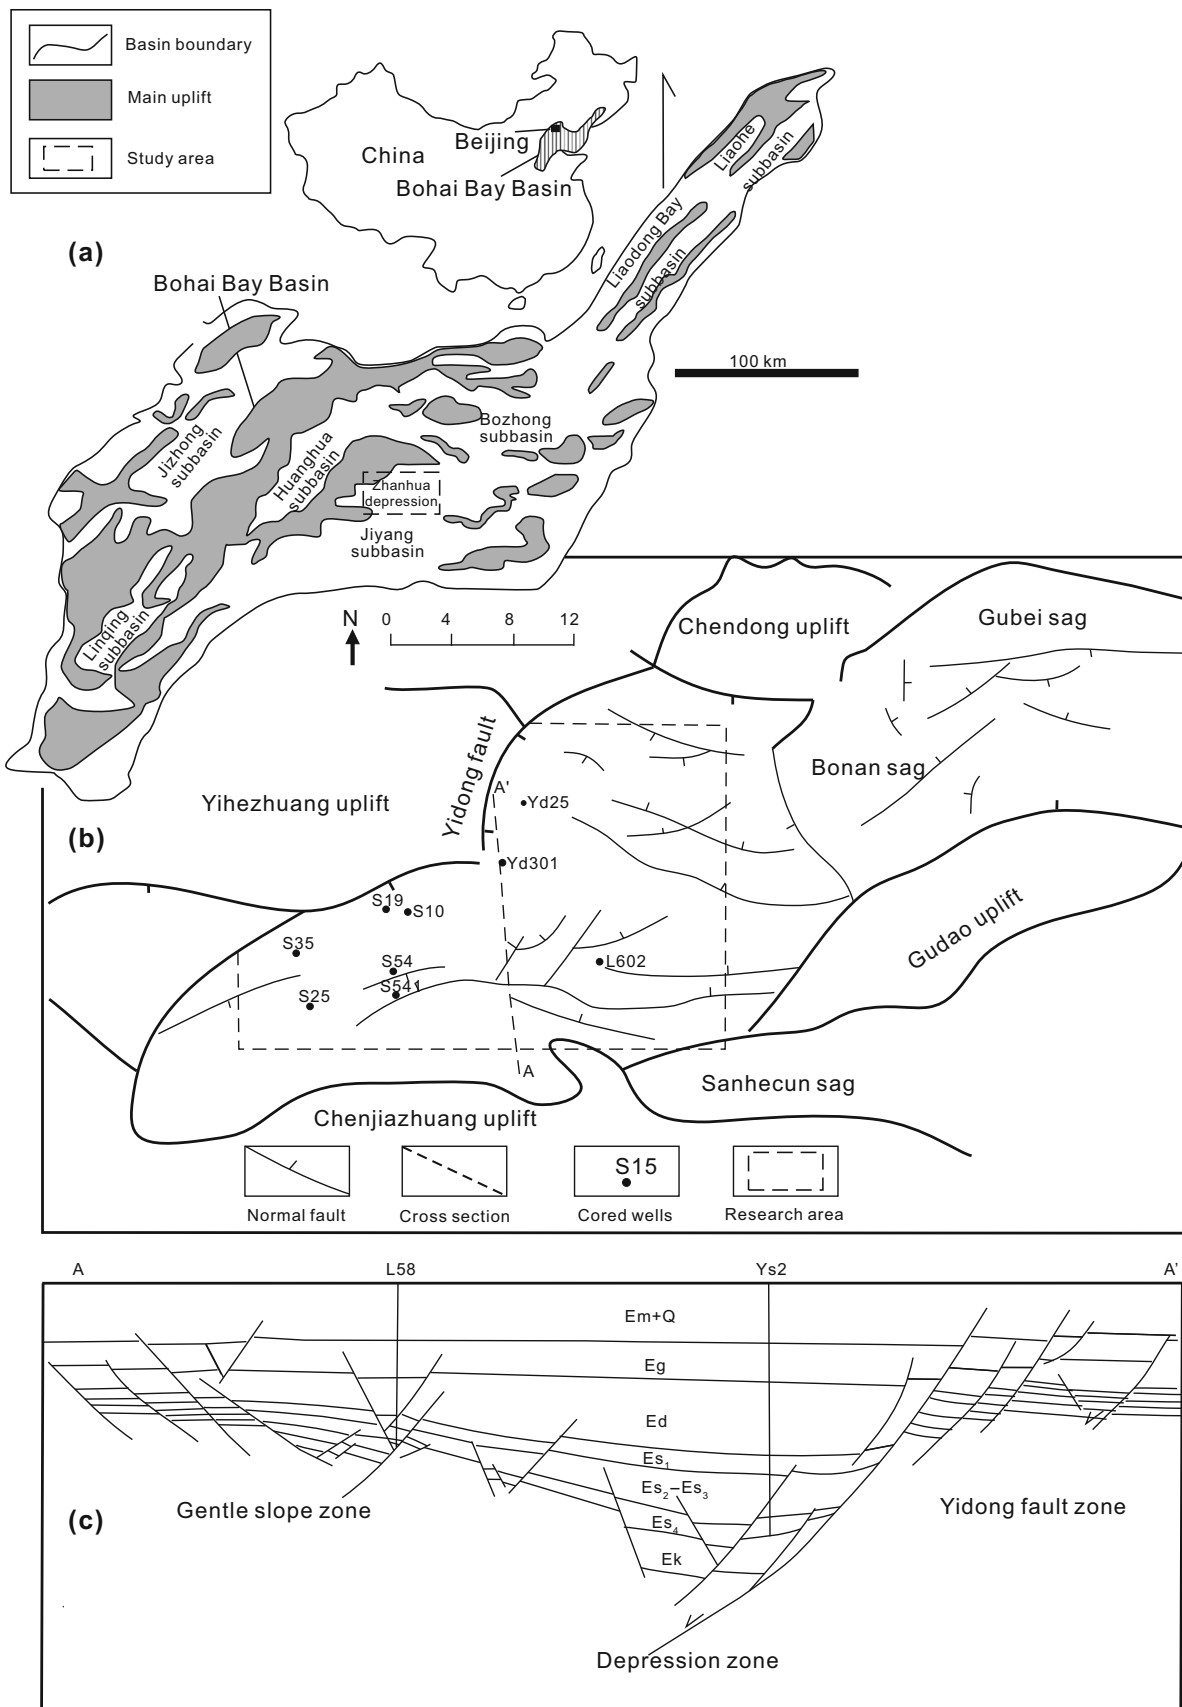 Basin boundary
Main uplift
Study area
China
Beijing
Bohai Bay Basin
(a)
Bohai Bay Basin
Liaohe
subbasin
Liaodong Bay
subbasin
100 km
Jizhong
subbasin
Huanghua
subbasin
Bozhong
subbasin
Zhanhua
depression
Jiyang
subbasin
Linqing
subbasin
N
0 4 8 12
Chendong uplift
Gubei sag
Yidong fault
Bonan sag
Yihezhuang uplift
A'
Yd25
(b)
Yd301
S19
S10
S35
S54
L602
S541
S25
Gudao uplift
A
Sanhecun sag
Chenjiazhuang uplift
S15
Normal fault
Cross section
Cored wells
Research area
A L58 Ys2 A'
Em+Q
Eg
Ed
Es1
Es2–Es3
Es4
Ek
Gentle slope zone
Yidong fault zone
(c)
Depression zone